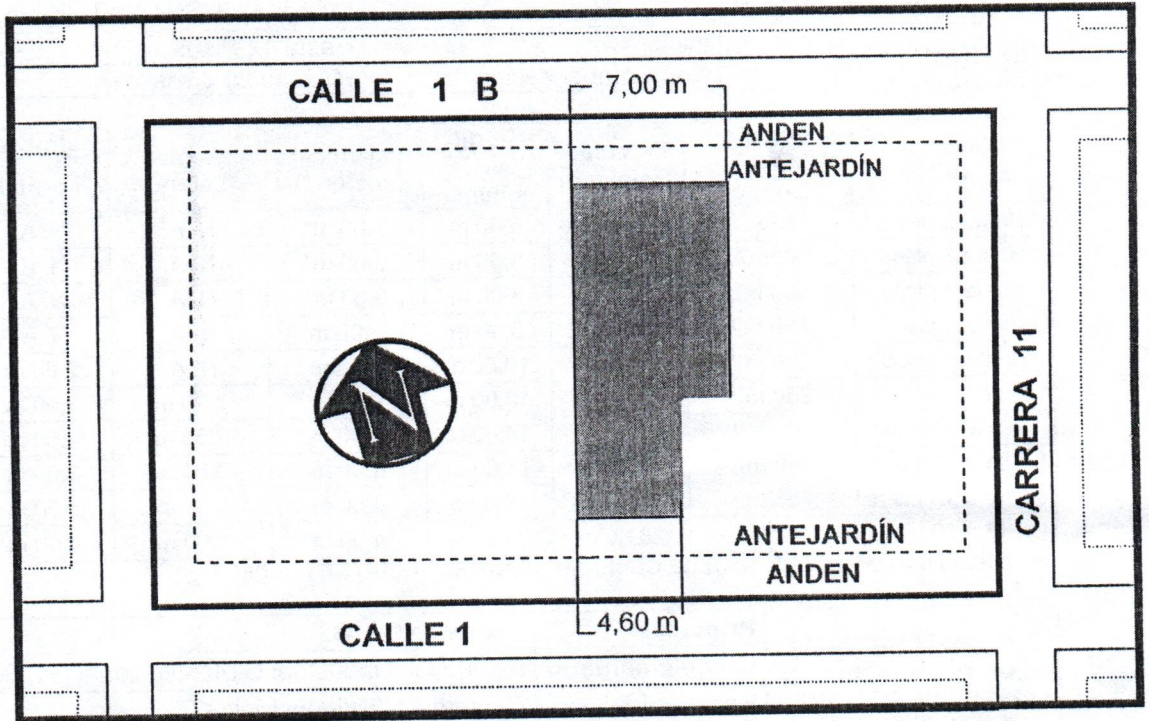 CALLE 1 B
7,00 m
ANDEN
ANTEJARDÍN
N
CARRERA 11
ANTEJARDÍN
ANDEN
CALLE 1
4,60 m